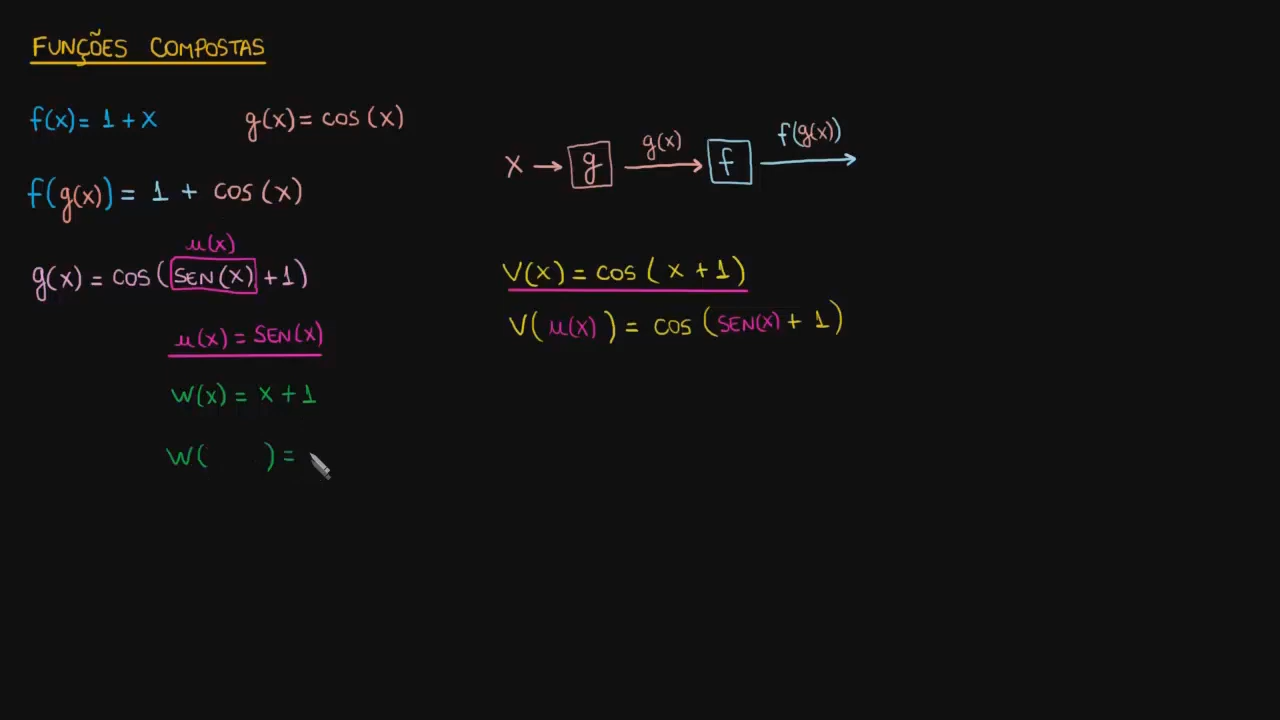 FUNÇÕES COMPOSTAS
f(x) = 1 + x
g(x) = cos(x)
f(g(x)) = 1 + cos(x)
x → g g(x) → f f(g(x)) →
u(x)
g(x) = cos(SEN(x) + 1)
u(x) = SEN(x)
w(x) = x + 1
w( ) =
V(x) = cos(x + 1)
V(u(x)) = cos(SEN(x) + 1)